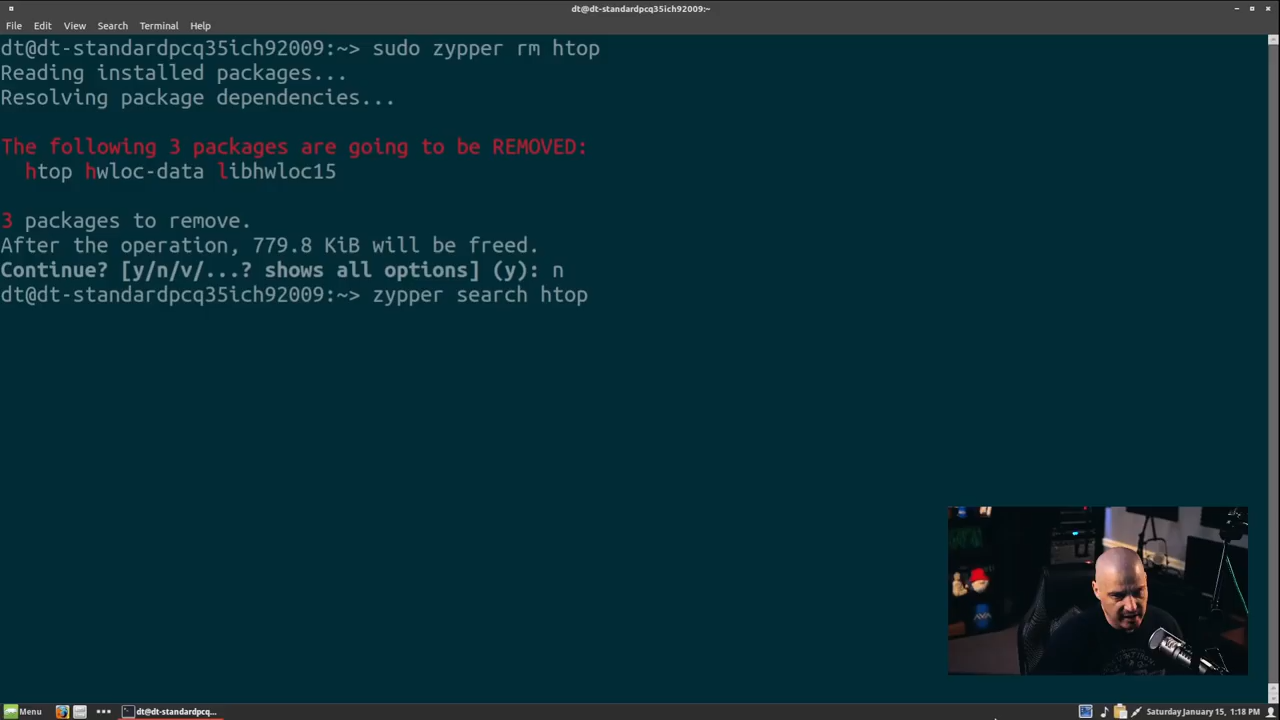 dt@dt-standardpcq35ich92009:~
File Edit View Search Terminal Help
dt@dt-standardpcq35ich92009:~> sudo zypper rm htop
Reading installed packages...
Resolving package dependencies...
The following 3 packages are going to be REMOVED:
htop hwloc-data libhwloc15
3 packages to remove.
After the operation, 779.8 KiB will be freed.
Continue? [y/n/v/...? shows all options] (y): n
dt@dt-standardpcq35ich92009:~> zypper search htop
Menu dt@dt-standardpcq... Saturday January 15, 1:18 PM